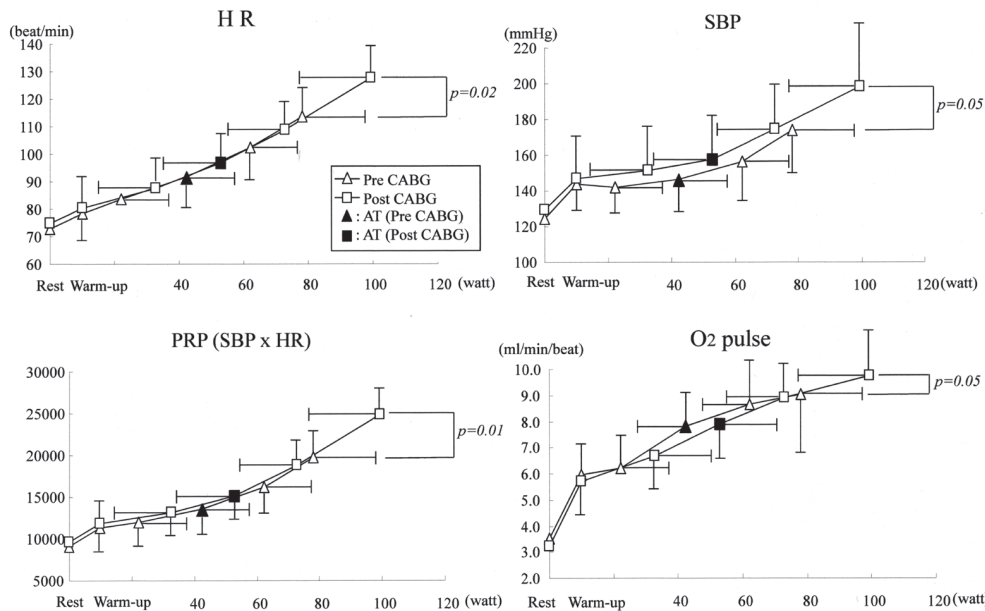 H R
(beat/min)
140
130
120
110
100
90
80
70
60
p=0.02
Pre CABG
Post CABG
: AT (Pre CABG)
: AT (Post CABG)
Rest Warm-up 40 60 80 100 120 (watt)
SBP
(mmHg)
220
200
180
160
140
120
100
p=0.05
Rest Warm-up 40 60 80 100 120 (watt)
PRP (SBP x HR)
30000
25000
20000
15000
10000
5000
p=0.01
Rest Warm-up 40 60 80 100 120 (watt)
O2 pulse
(ml/min/beat)
10.0
9.0
8.0
7.0
6.0
5.0
4.0
3.0
2.0
p=0.05
Rest Warm-up 40 60 80 100 120 (watt